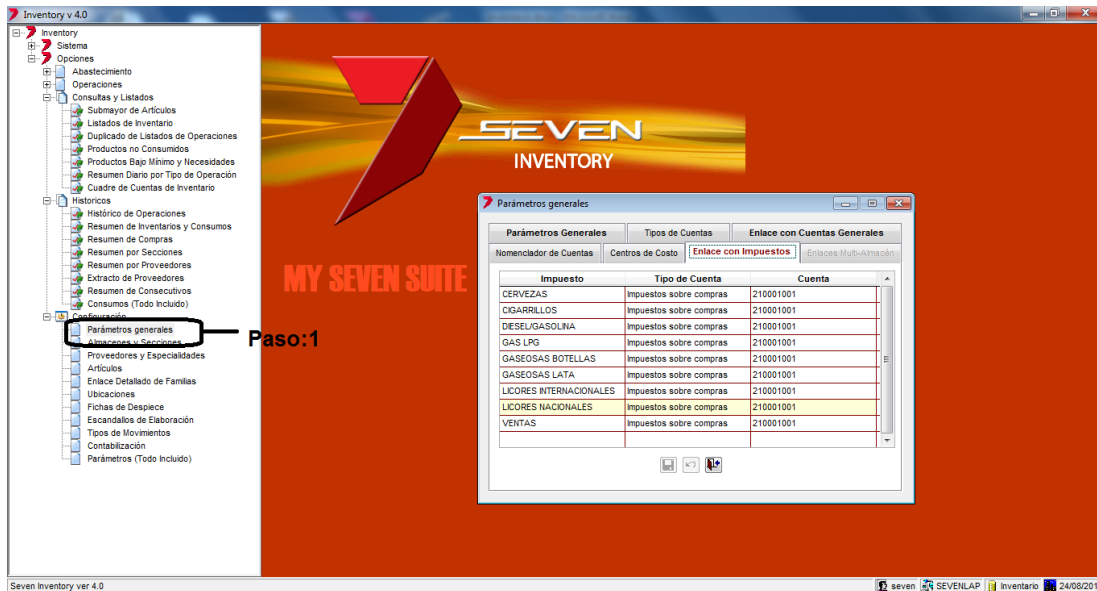 Inventory v 4.0
Inventory
Sistema
Opciones
Abastecimiento
Operaciones
Consultas y Listados
Submayor de Artículos
Listados de Inventario
Duplicado de Listados de Operaciones
Productos no Consumidos
Productos Bajo Mínimo y Necesidades
Resumen Diario por Tipo de Operación
Cuadre de Cuentas de Inventario
Historicos
Histórico de Operaciones
Resumen de Inventarios y Consumos
Resumen de Compras
Resumen por Secciones
Resumen por Proveedores
Extracto de Proveedores
Resumen de Consecutivos
Consumos (Todo Incluido)
Configuración
Parámetros generales
Almacenes y Secciones
Proveedores y Especialidades
Artículos
Enlace Detallado de Familias
Ubicaciones
Fichas de Despiece
Escandallos de Elaboración
Tipos de Movimientos
Contabilización
Parámetros (Todo Incluido)
Paso:1
SEVEN
INVENTORY
MY SEVEN SUITE
Parámetros generales
Parámetros Generales Tipos de Cuentas Enlace con Cuentas Generales
Nomenclador de Cuentas Centros de Costo Enlace con Impuestos Enlaces Multi-Almacén
Impuesto Tipo de Cuenta Cuenta
CERVEZAS Impuestos sobre compras 210001001
CIGARRILLOS Impuestos sobre compras 210001001
DIESEL/GASOLINA Impuestos sobre compras 210001001
GAS LPG Impuestos sobre compras 210001001
GASEOSAS BOTELLAS Impuestos sobre compras 210001001
GASEOSAS LATA Impuestos sobre compras 210001001
LICORES INTERNACIONALES Impuestos sobre compras 210001001
LICORES NACIONALES Impuestos sobre compras 210001001
VENTAS Impuestos sobre compras 210001001
Seven Inventory ver 4.0 seven SEVENLAP Inventario 24/08/201